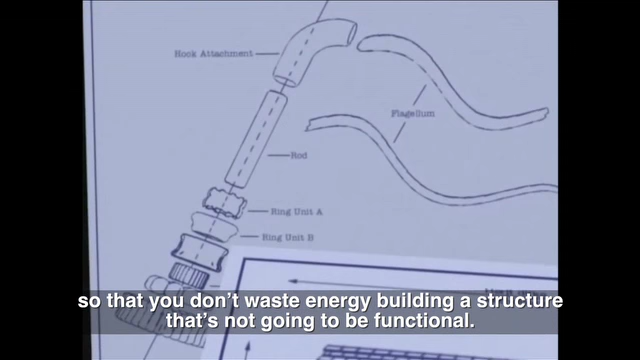 Hook Attachment
Flagellum
Rod
Ring Unit A
Ring Unit B
so that you don't waste energy building a structure
that's not going to be functional.